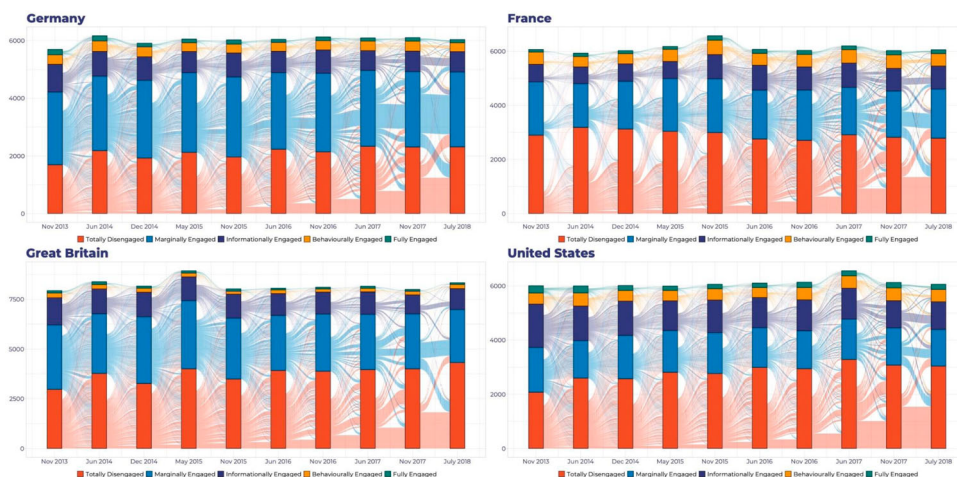 Germany
6000
4000
2000
0
Nov 2013 Jun 2014 Dec 2014 May 2015 Nov 2015 Jun 2016 Nov 2016 Jun 2017 Nov 2017 July 2018
Totally Disengaged Marginally Engaged Informationally Engaged Behaviourally Engaged Fully Engaged
France
6000
4000
2000
0
Nov 2013 Jun 2014 Dec 2014 May 2015 Nov 2015 Jun 2016 Nov 2016 Jun 2017 Nov 2017 July 2018
Totally Disengaged Marginally Engaged Informationally Engaged Behaviourally Engaged Fully Engaged
Great Britain
7500
5000
2500
0
Nov 2013 Jun 2014 Dec 2014 May 2015 Nov 2015 Jun 2016 Nov 2016 Jun 2017 Nov 2017 July 2018
Totally Disengaged Marginally Engaged Informationally Engaged Behaviourally Engaged Fully Engaged
United States
6000
4000
2000
0
Nov 2013 Jun 2014 Dec 2014 May 2015 Nov 2015 Jun 2016 Nov 2016 Jun 2017 Nov 2017 July 2018
Totally Disengaged Marginally Engaged Informationally Engaged Behaviourally Engaged Fully Engaged